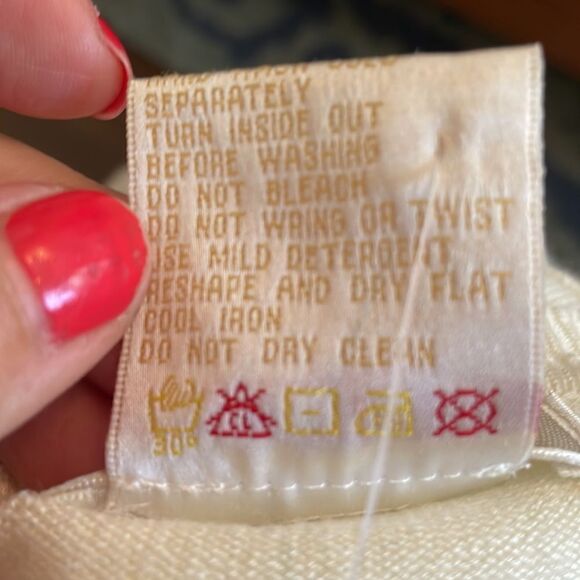 SEPARATELY
TURN INSIDE OUT
BEFORE WASHING
DO NOT BLEACH
DO NOT WRING OR TWIST
USE MILD DETERGENT
RESHAPE AND DRY FLAT
COOL IRON
DO NOT DRY CLEAN
30° CL